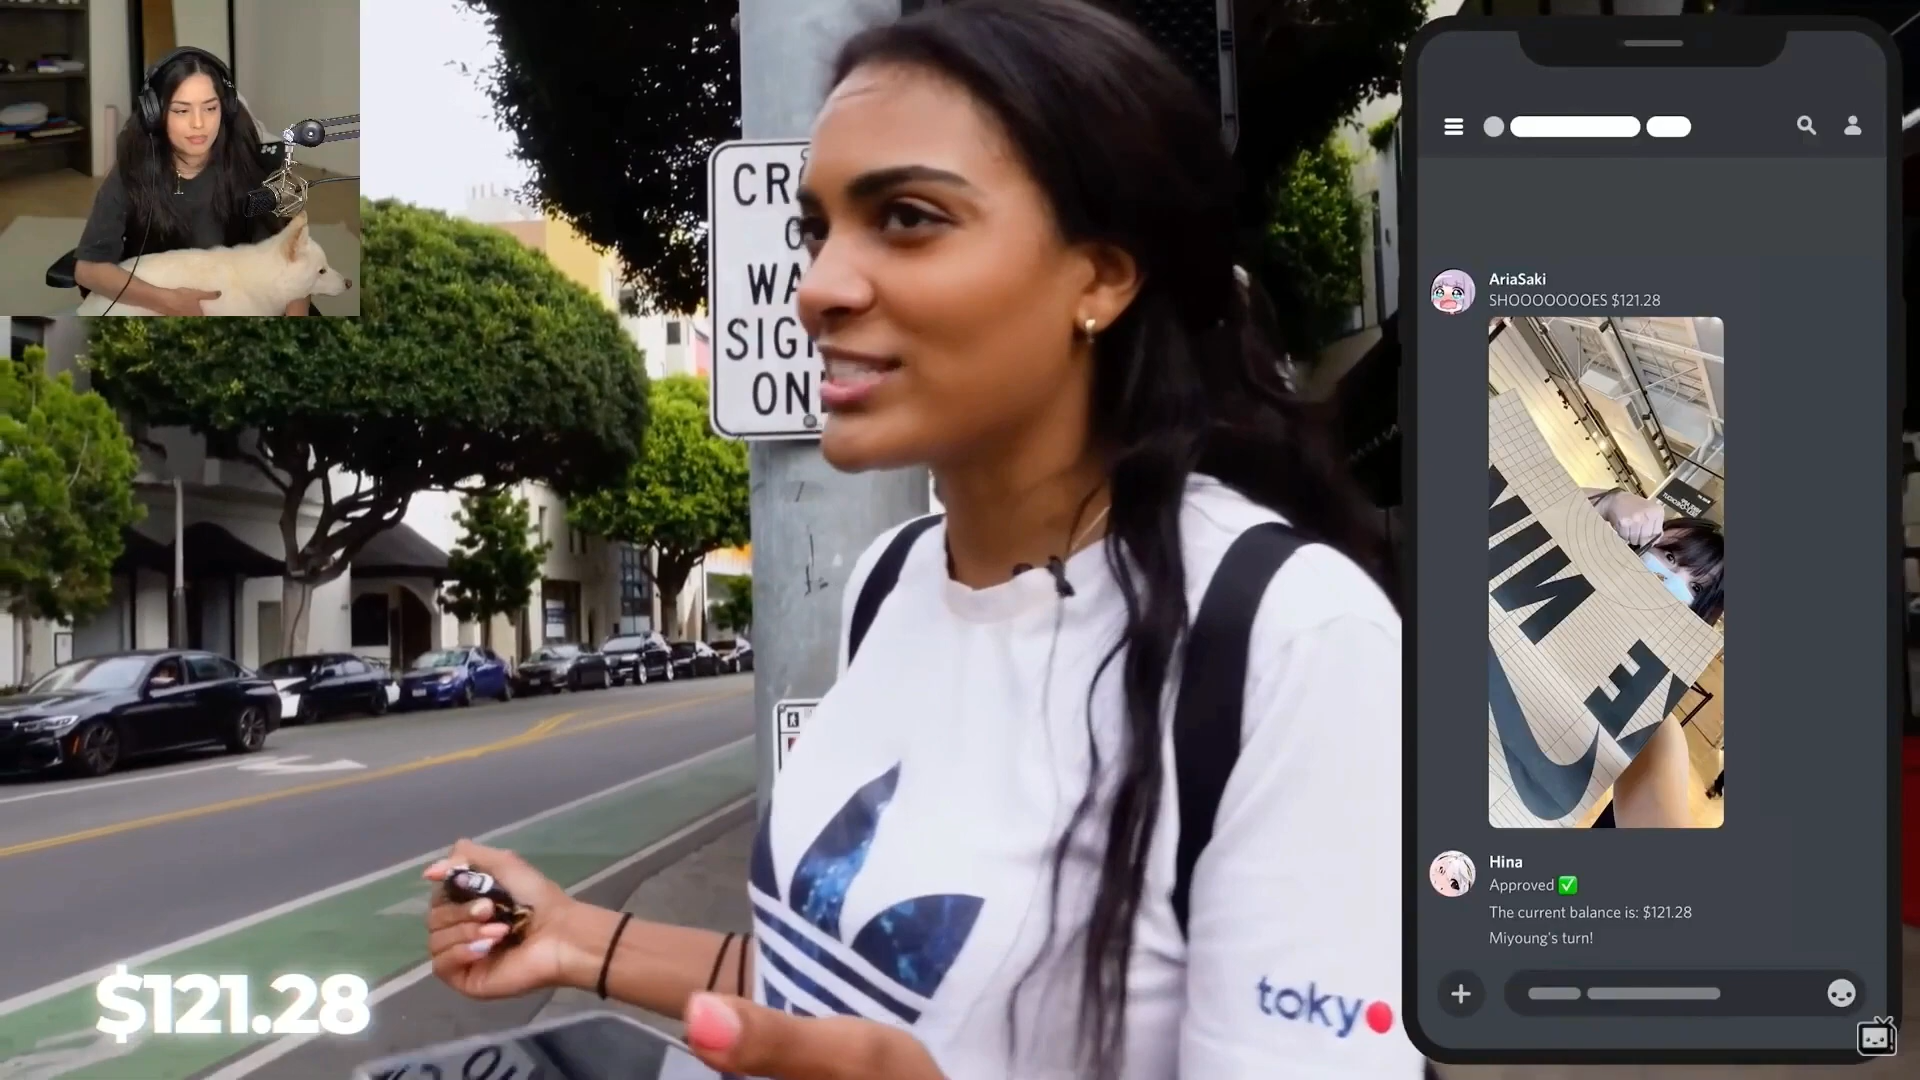 CR
WA
SIG
ON
toky
$121.28
AriaSaki
SHOOOOOOOES $121.28
NIKE
Hina
Approved ✅
The current balance is: $121.28
Miyoung's turn!